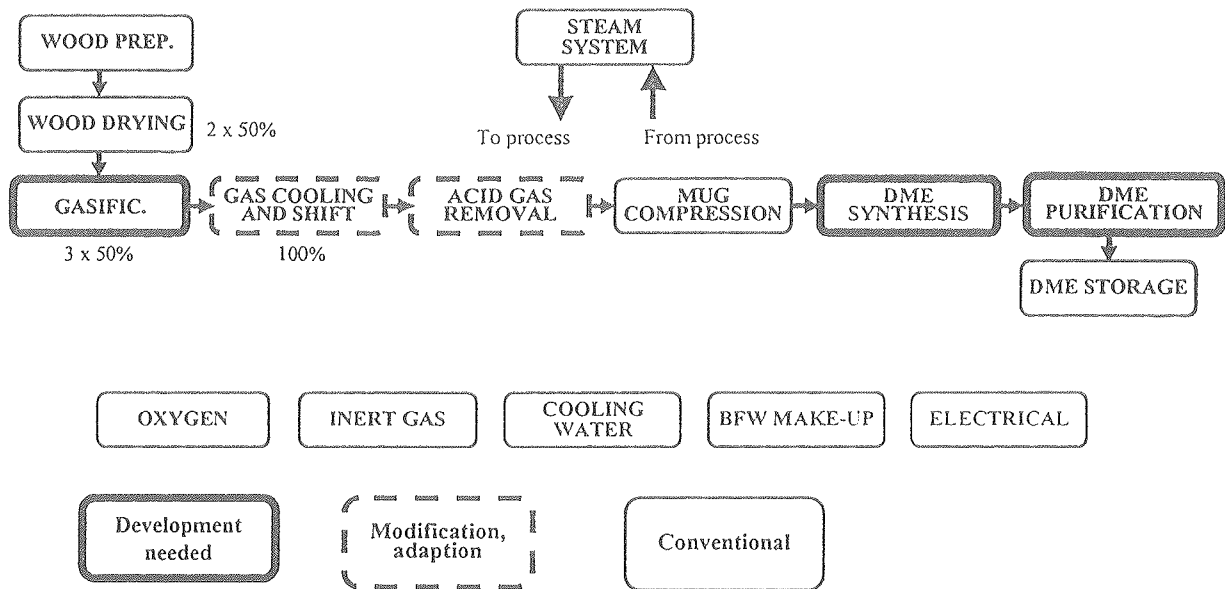 WOOD PREP.
STEAM
SYSTEM
WOOD DRYING
2 x 50%
To process
From process
GASIFIC.
GAS COOLING
AND SHIFT
ACID GAS
REMOVAL
MUG
COMPRESSION
DME
SYNTHESIS
DME
PURIFICATION
3 x 50%
100%
DME STORAGE
OXYGEN
INERT GAS
COOLING
WATER
BFW MAKE-UP
ELECTRICAL
Development
needed
Modification,
adaption
Conventional